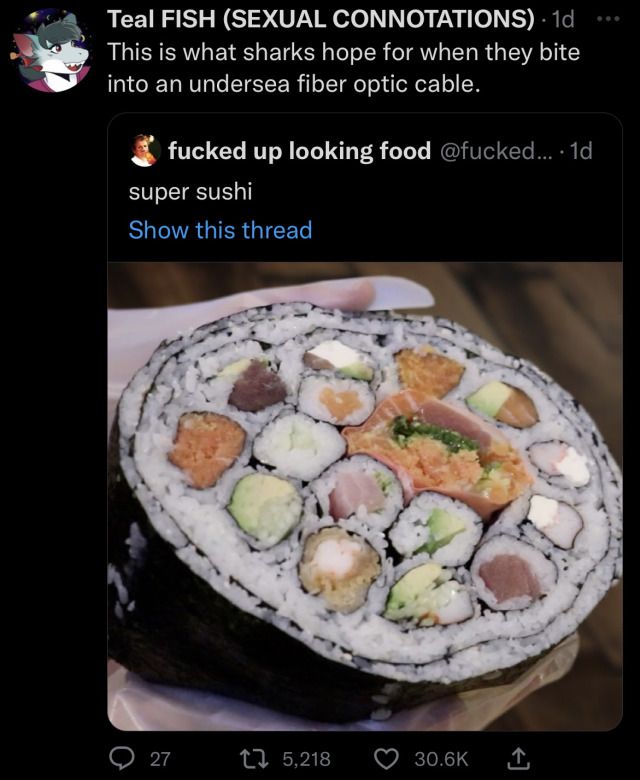 Teal FISH (SEXUAL CONNOTATIONS) · 1d
This is what sharks hope for when they bite
into an undersea fiber optic cable.
fucked up looking food @fucked... · 1d
super sushi
Show this thread
27 5,218 30.6K